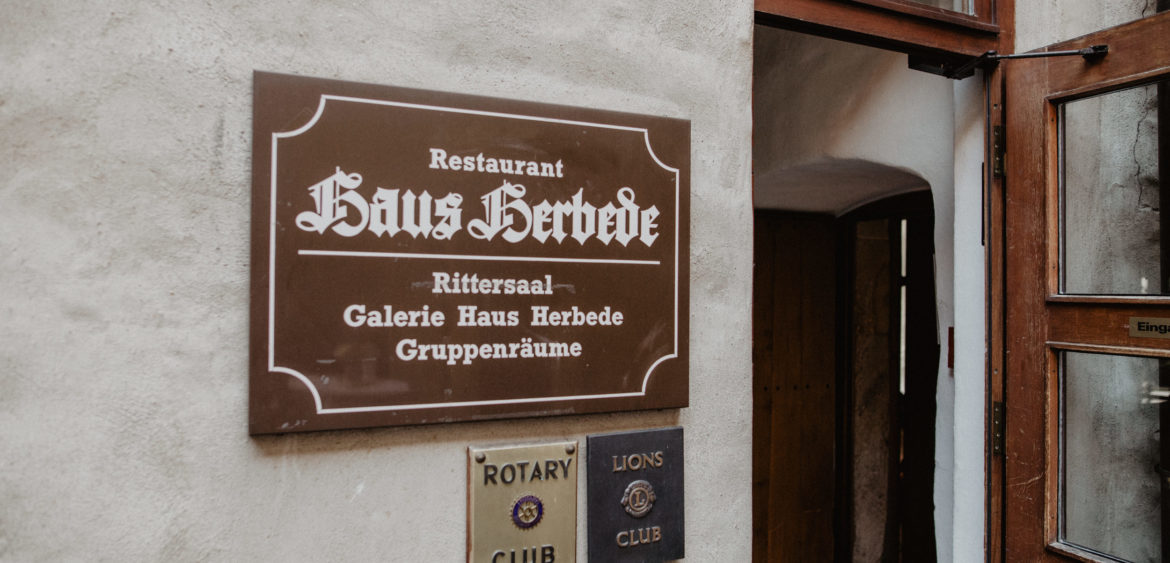 Restaurant
Haus Herbede
Rittersaal
Galerie Haus Herbede
Gruppenräume
ROTARY
CLUB
LIONS
L
CLUB